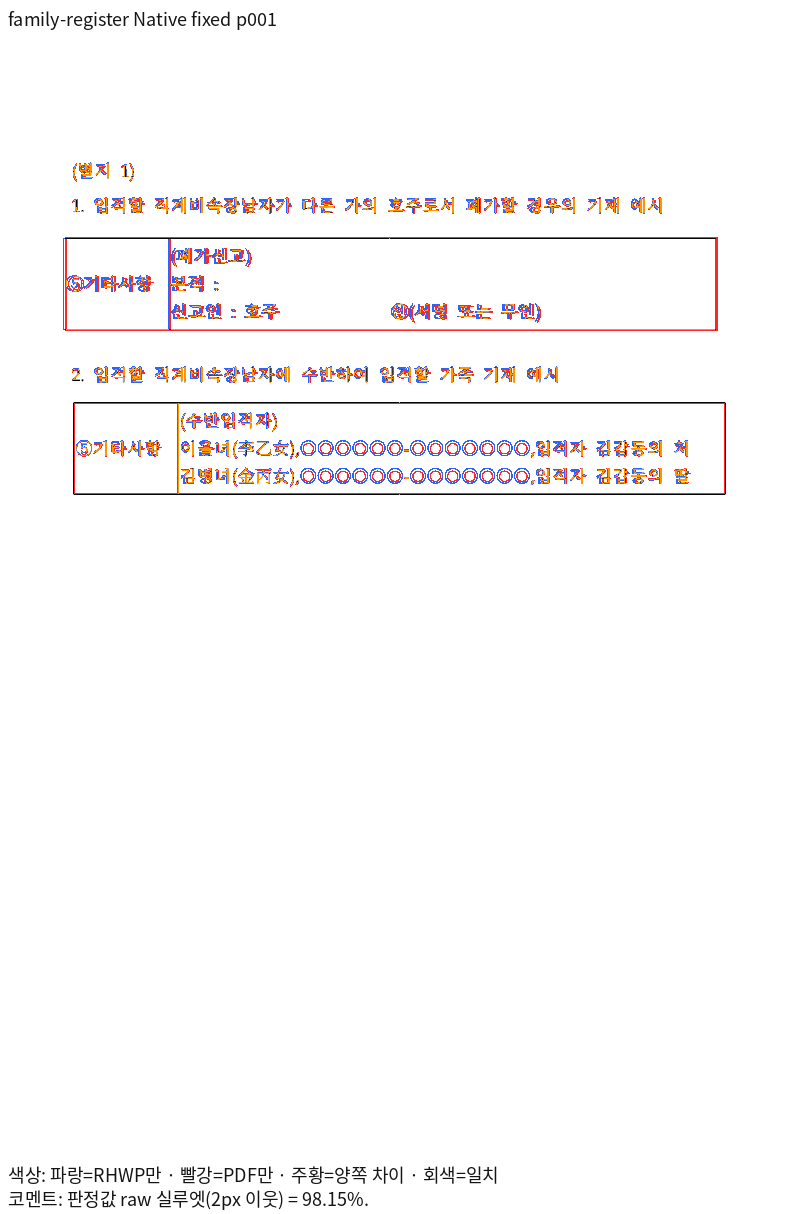 family-register Native fixed p001
(별지 1)
1. 입적할 직계비속장남자가 다른 가의 호주로서 폐가할 경우의 기재 예시
(폐가신고)
⑤기타사항 본적 :
신고인 : 호주 ㊞(서명 또는 무인)
2. 입적할 직계비속장남자에 수반하여 입적할 가족 기재 예시
(수반입적자)
⑤기타사항 이을녀(李乙女),○○○○○○-○○○○○○○,입적자 김갑동의 처
김병녀(金丙女),○○○○○○-○○○○○○○,입적자 김갑동의 딸
색상: 파랑=RHWP만 · 빨강=PDF만 · 주황=양쪽 차이 · 회색=일치
코멘트: 판정값 raw 실루엣(2px 이웃) = 98.15%.